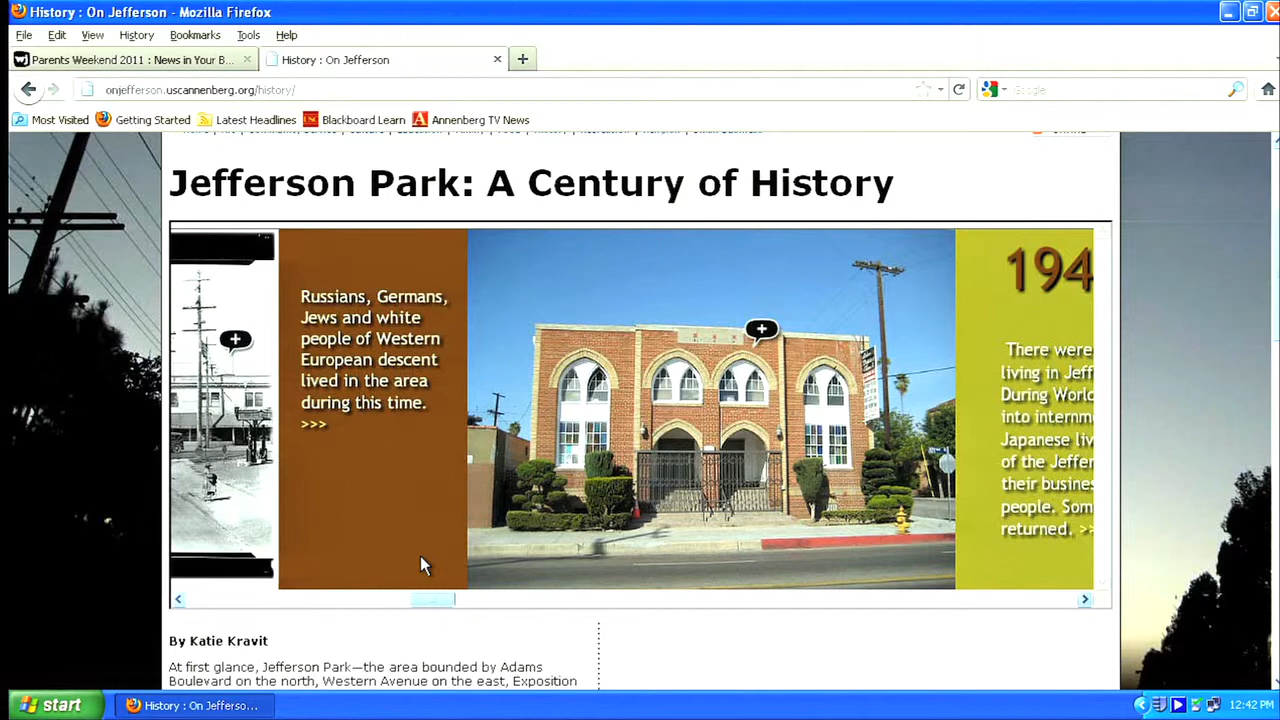 History : On Jefferson - Mozilla Firefox
File Edit View History Bookmarks Tools Help
Parents Weekend 2011 : News in Your B...
History : On Jefferson
onjefferson.uscannenberg.org/history/
Google
Most Visited Getting Started Latest Headlines Blackboard Learn Annenberg TV News
Jefferson Park: A Century of History
Russians, Germans,
Jews and white
people of Western
European descent
lived in the area
during this time.
>>>
194
There were
living in Jeff
During World
into internm
Japanese liv
of the Jeffer
their busines
people. Som
returned. >>
By Katie Kravit
At first glance, Jefferson Park—the area bounded by Adams
Boulevard on the north, Western Avenue on the east, Exposition
start
History : On Jefferso...
12:42 PM